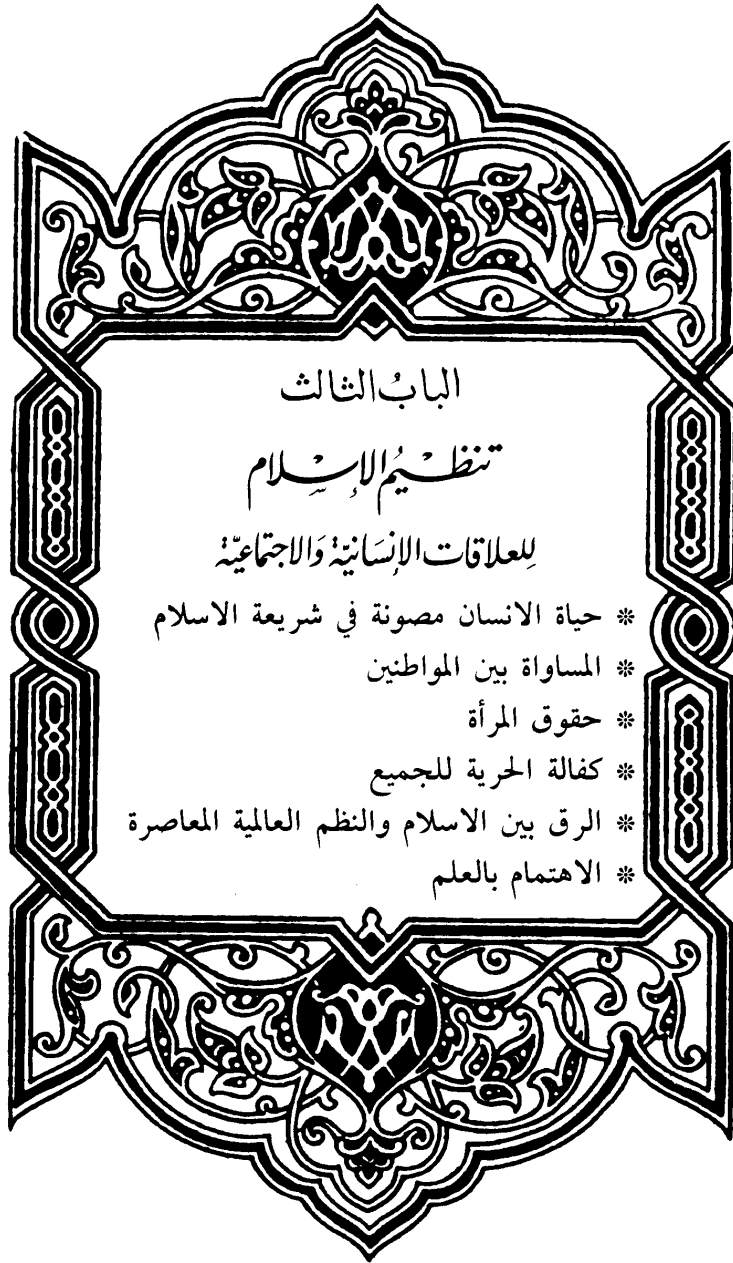 الباب الثالث
تنظيم الإسلام
للعلاقات الإنسانية والاجتماعية
❊ حياة الانسان مصونة في شريعة الاسلام
❊ المساواة بين المواطنين
❊ حقوق المرأة
❊ كفالة الحرية للجميع
❊ الرق بين الاسلام والنظم العالمية المعاصرة
❊ الاهتمام بالعلم